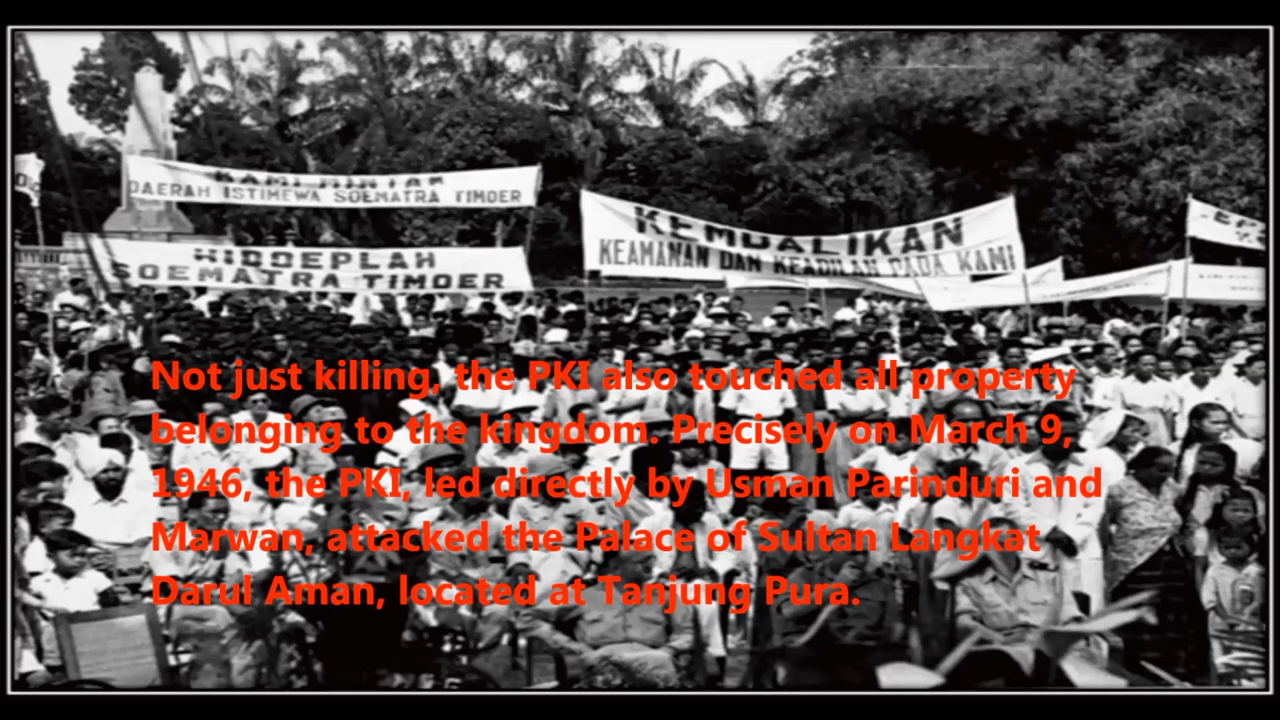 KAMI MINTAK
DAERAH ISTIMEWA SOEMATRA TIMOER
HIDOEPLAH
SOEMATRA TIMOER
KEMBALIKAN
KEAMANAN DAN KEADILAN PADA KAMI
Not just killing, the PKI also touched all property
belonging to the kingdom. Precisely on March 9,
1946, the PKI, led directly by Usman Parinduri and
Marwan, attacked the Palace of Sultan Langkat
Darul Aman, located at Tanjung Pura.